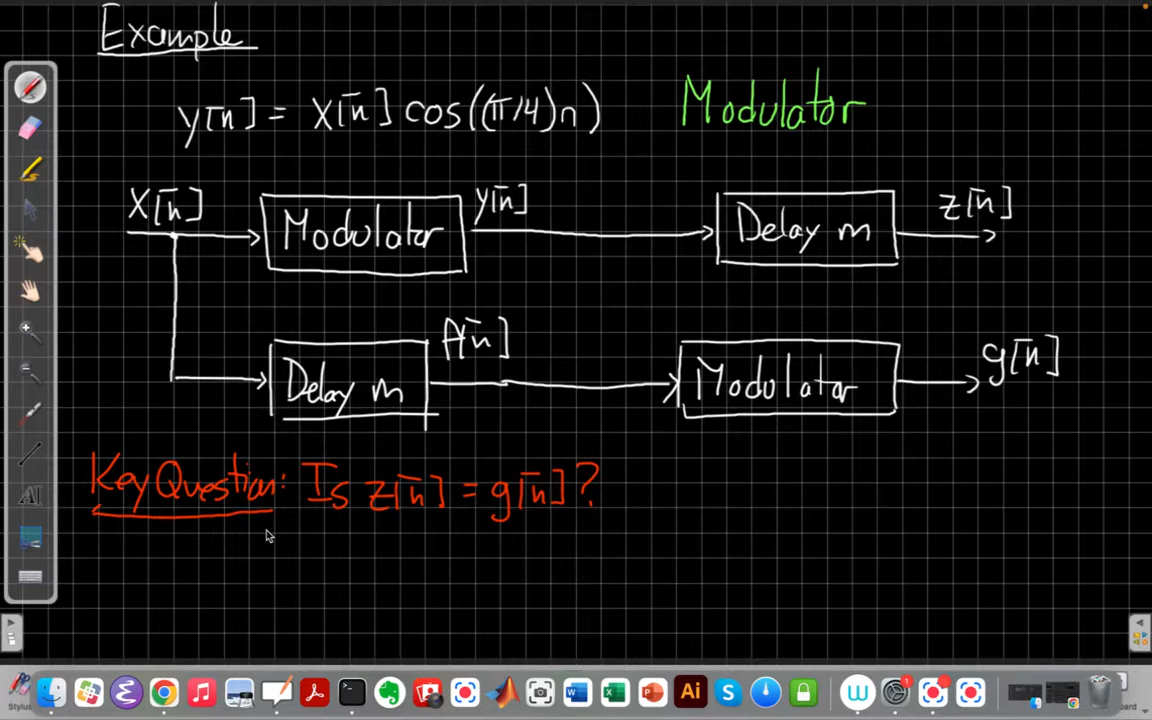 Example
y[n] = x[n] cos((π/4)n) Modulator
x[n] Modulator y[n] Delay m z[n]
Delay m f[n] Modulator g[n]
Key Question: Is z[n] = g[n]?